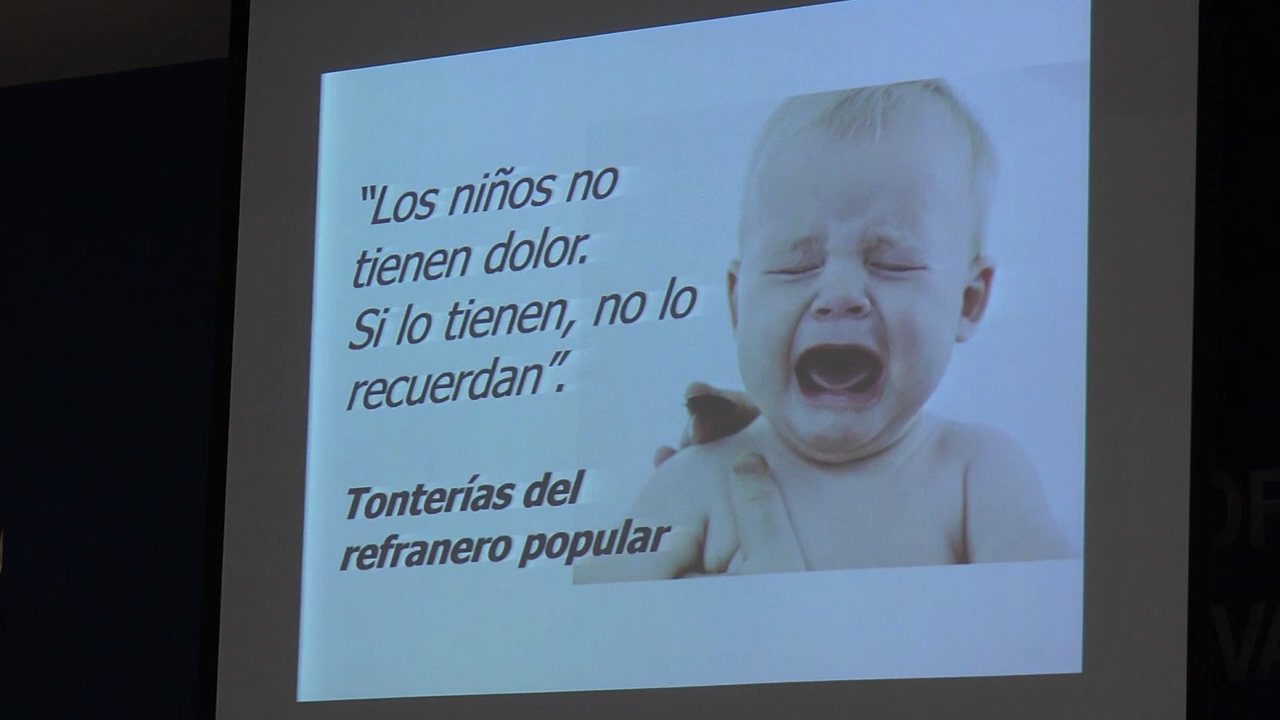 “Los niños no
tienen dolor.
Si lo tienen, no lo
recuerdan”.
Tonterías del
refranero popular